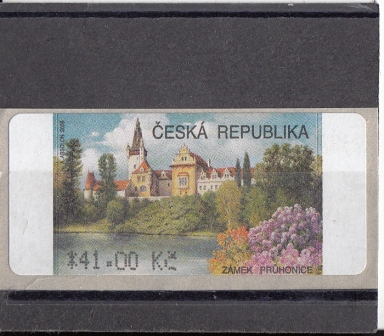 ČESKÁ REPUBLIKA
*41.00 Kč
ZÁMEK PRŮHONICE